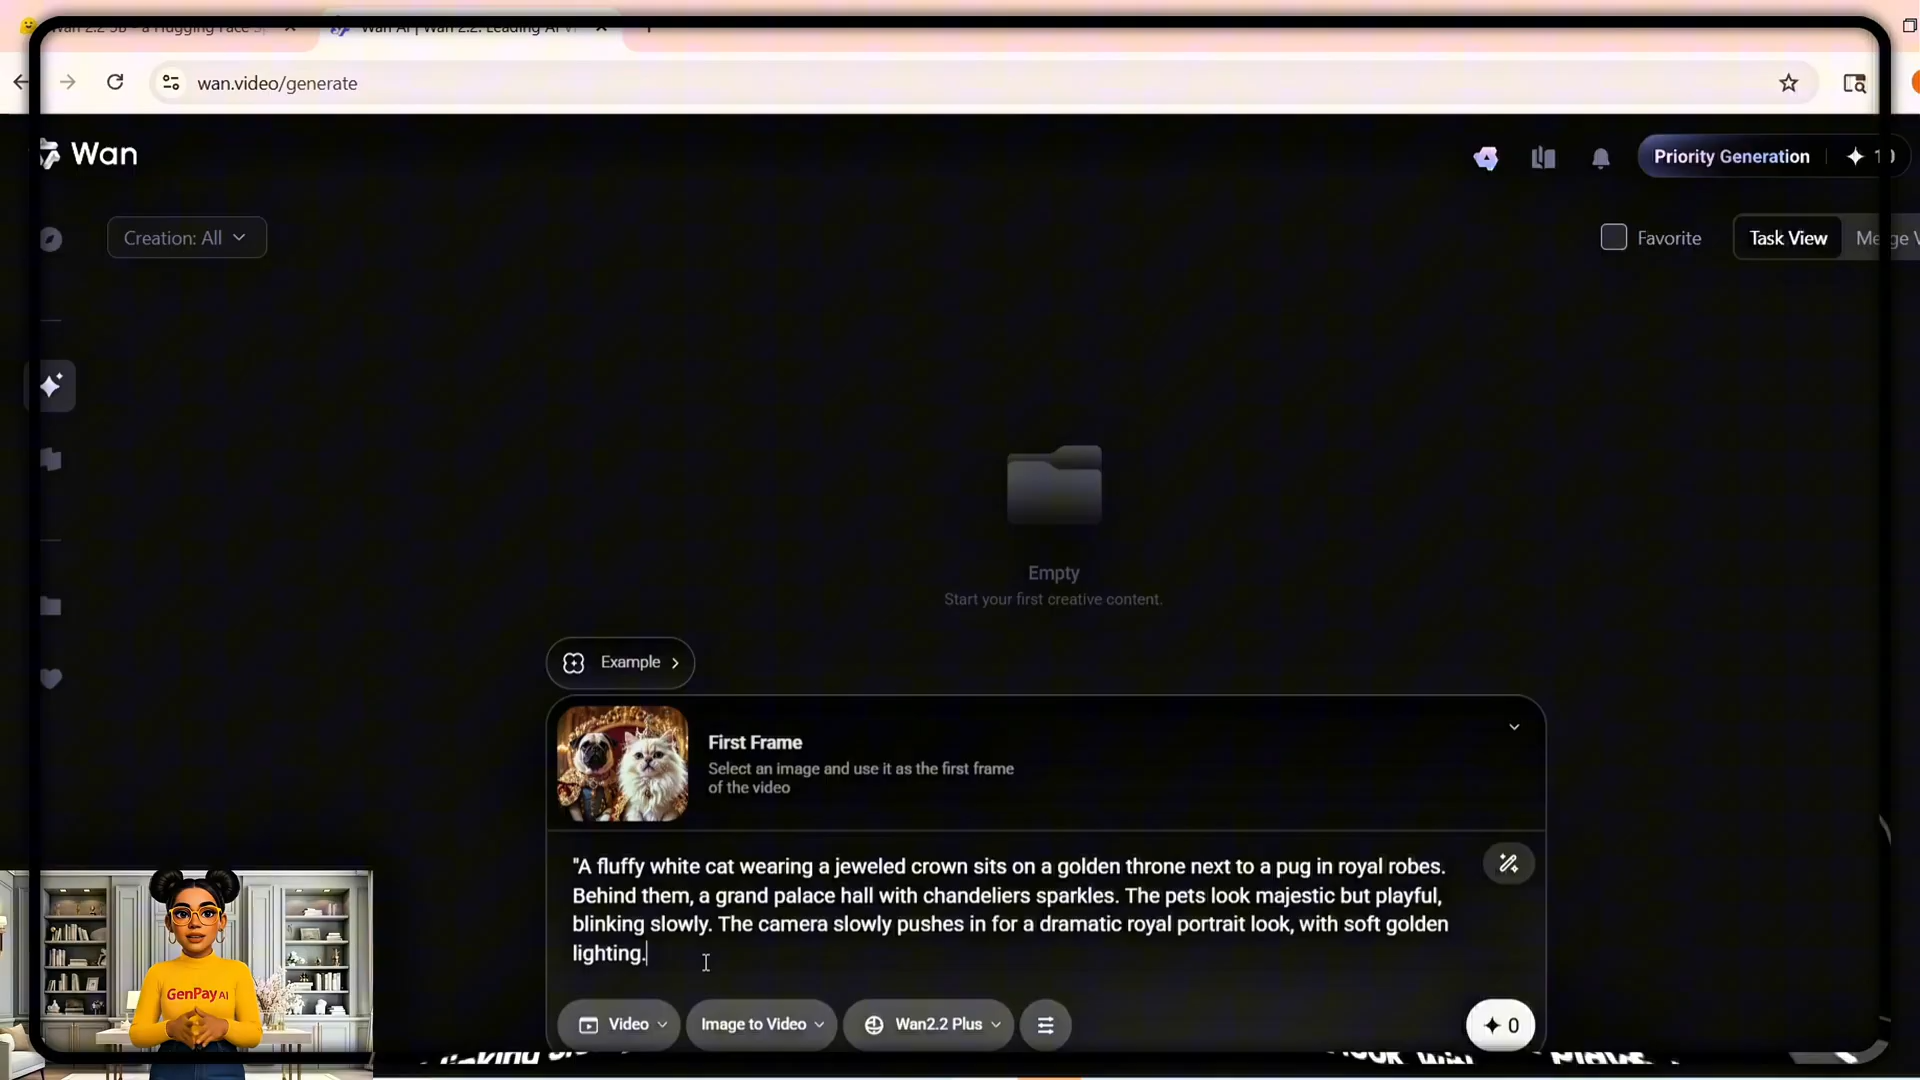 wan.video/generate
Wan
Priority Generation
Creation: All
Favorite
Task View
Empty
Start your first creative content.
Example
First Frame
Select an image and use it as the first frame
of the video
"A fluffy white cat wearing a jeweled crown sits on a golden throne next to a pug in royal robes.
Behind them, a grand palace hall with chandeliers sparkles. The pets look majestic but playful,
blinking slowly. The camera slowly pushes in for a dramatic royal portrait look, with soft golden
lighting.
Video
Image to Video
Wan2.2 Plus
0
GenPay AI